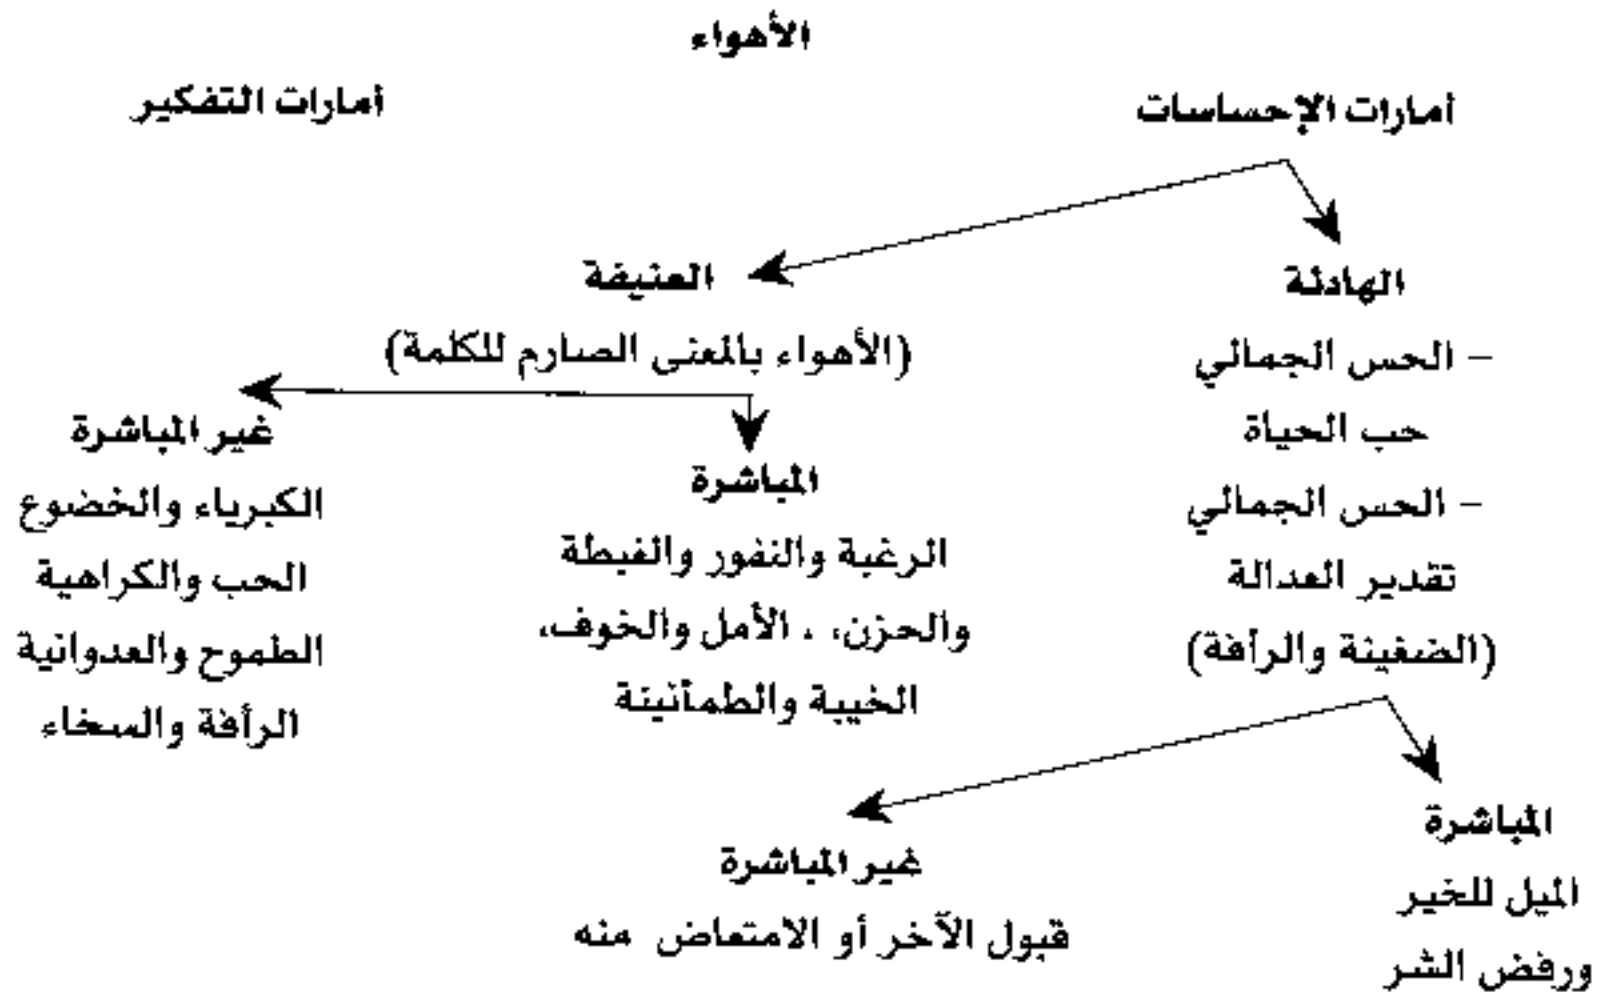 الأهواء
أمارات الإحساسات
أمارات التفكير
العنيفة
(الأهواء بالمعنى الصارم للكلمة)
الهادئة
– الحس الجمالي
حب الحياة
– الحس الجمالي
تقدير العدالة
(الضغينة والرأفة)
غير المباشرة
الكبرياء والخضوع
الحب والكراهية
الطموح والعدوانية
الرأفة والسخاء
المباشرة
الرغبة والنفور والغبطة
والحزن، . الأمل والخوف،
الخيبة والطمأنينة
المباشرة
الميل للخير
ورفض الشر
غير المباشرة
قبول الآخر أو الامتعاض منه